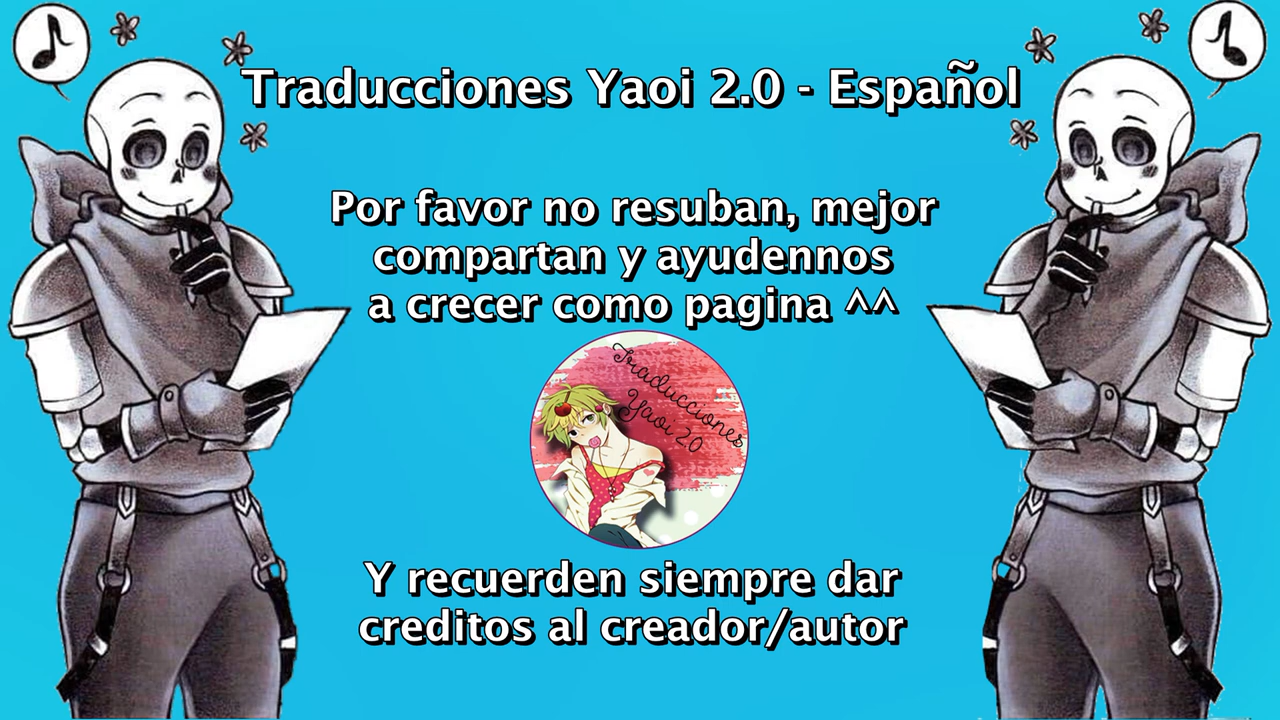 Traducciones Yaoi 2.0 - Español
Por favor no resuban, mejor
compartan y ayudennos
a crecer como pagina ^^
Traducciones
Yaoi 2.0
Y recuerden siempre dar
creditos al creador/autor